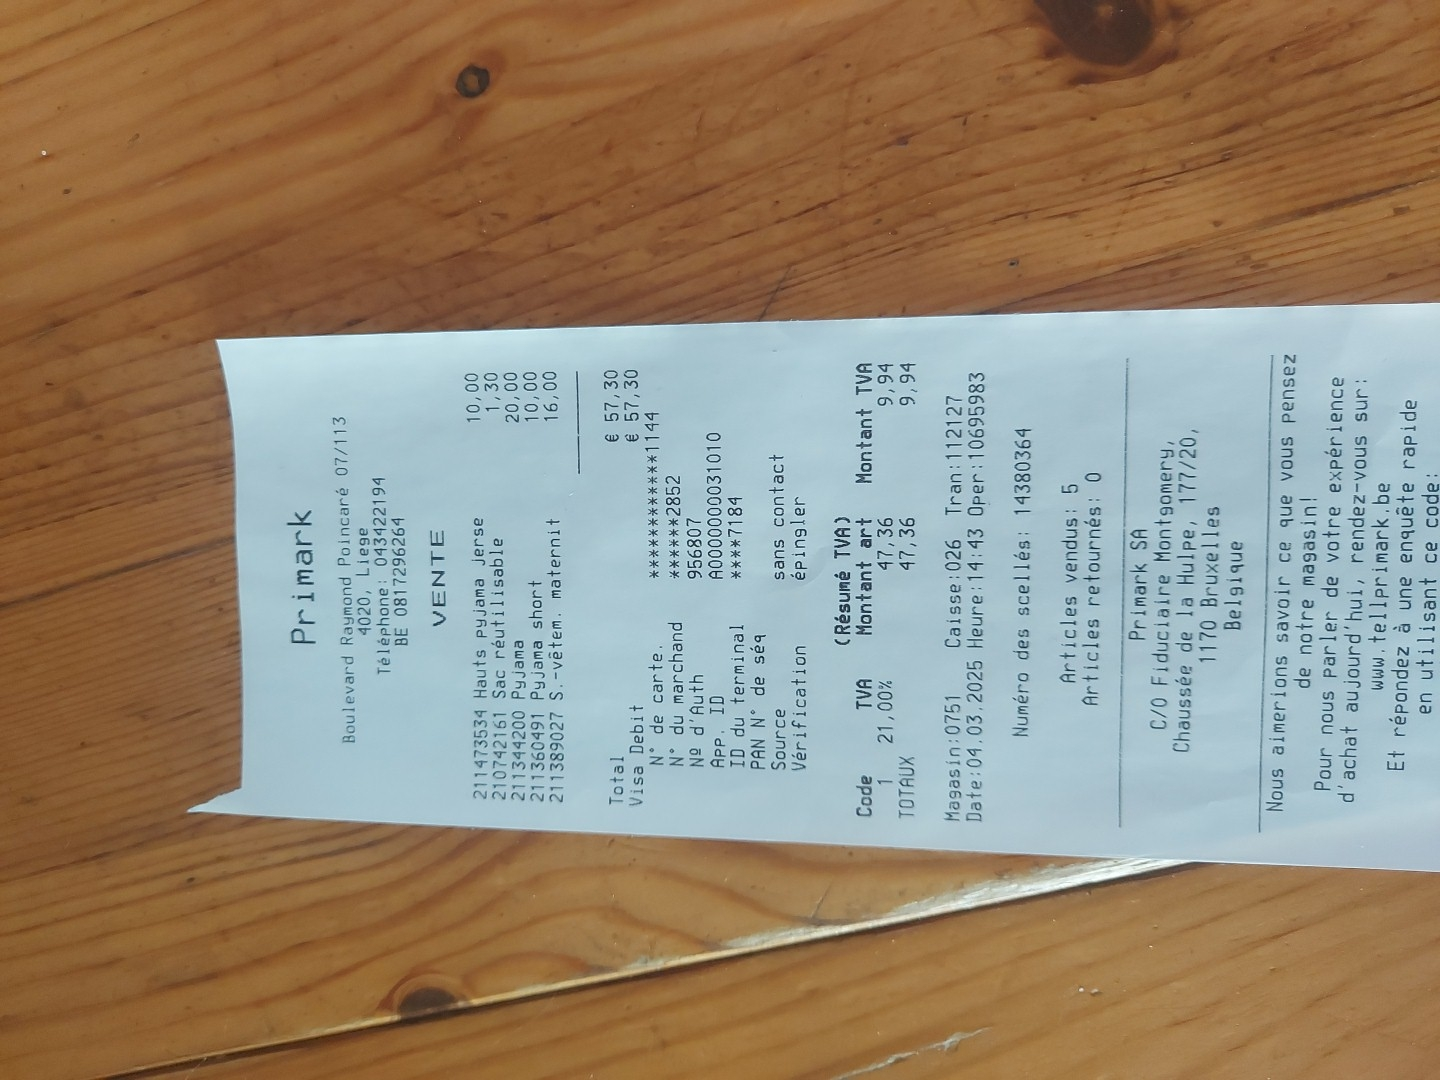 Primark
Boulevard Raymond Poincaré 07/113
4020, Liege
Téléphone: 043422194
BE 0817296264
VENTE
211473534 Hauts pyjama jerse 10,00
210742161 Sac réutilisable 1,30
211344200 Pyjama 20,00
211360491 Pyjama short 10,00
211389027 S.-vêtem. maternit 16,00
Total € 57,30
Visa Debit € 57,30
N° de carte. ************1144
N° du marchand ******2852
Nº d'Auth 956807
App. ID A0000000031010
ID du terminal ****7184
PAN N° de séq
Source sans contact
Vérification épingler
(Résumé TVA)
Code TVA Montant art Montant TVA
1 21,00% 47,36 9,94
TOTAUX 47,36 9,94
Magasin:0751 Caisse:026 Tran:112127
Date:04.03.2025 Heure:14:43 Oper:10695983
Numéro des scellés: 14380364
Articles vendus: 5
Articles retournés: 0
Primark SA
C/O Fiduciaire Montgomery,
Chaussée de la Hulpe, 177/20,
1170 Bruxelles
Belgique
Nous aimerions savoir ce que vous pensez
de notre magasin!
Pour nous parler de votre expérience
d'achat aujourd'hui, rendez-vous sur:
www.tellprimark.be
Et répondez à une enquête rapide
en utilisant ce code: